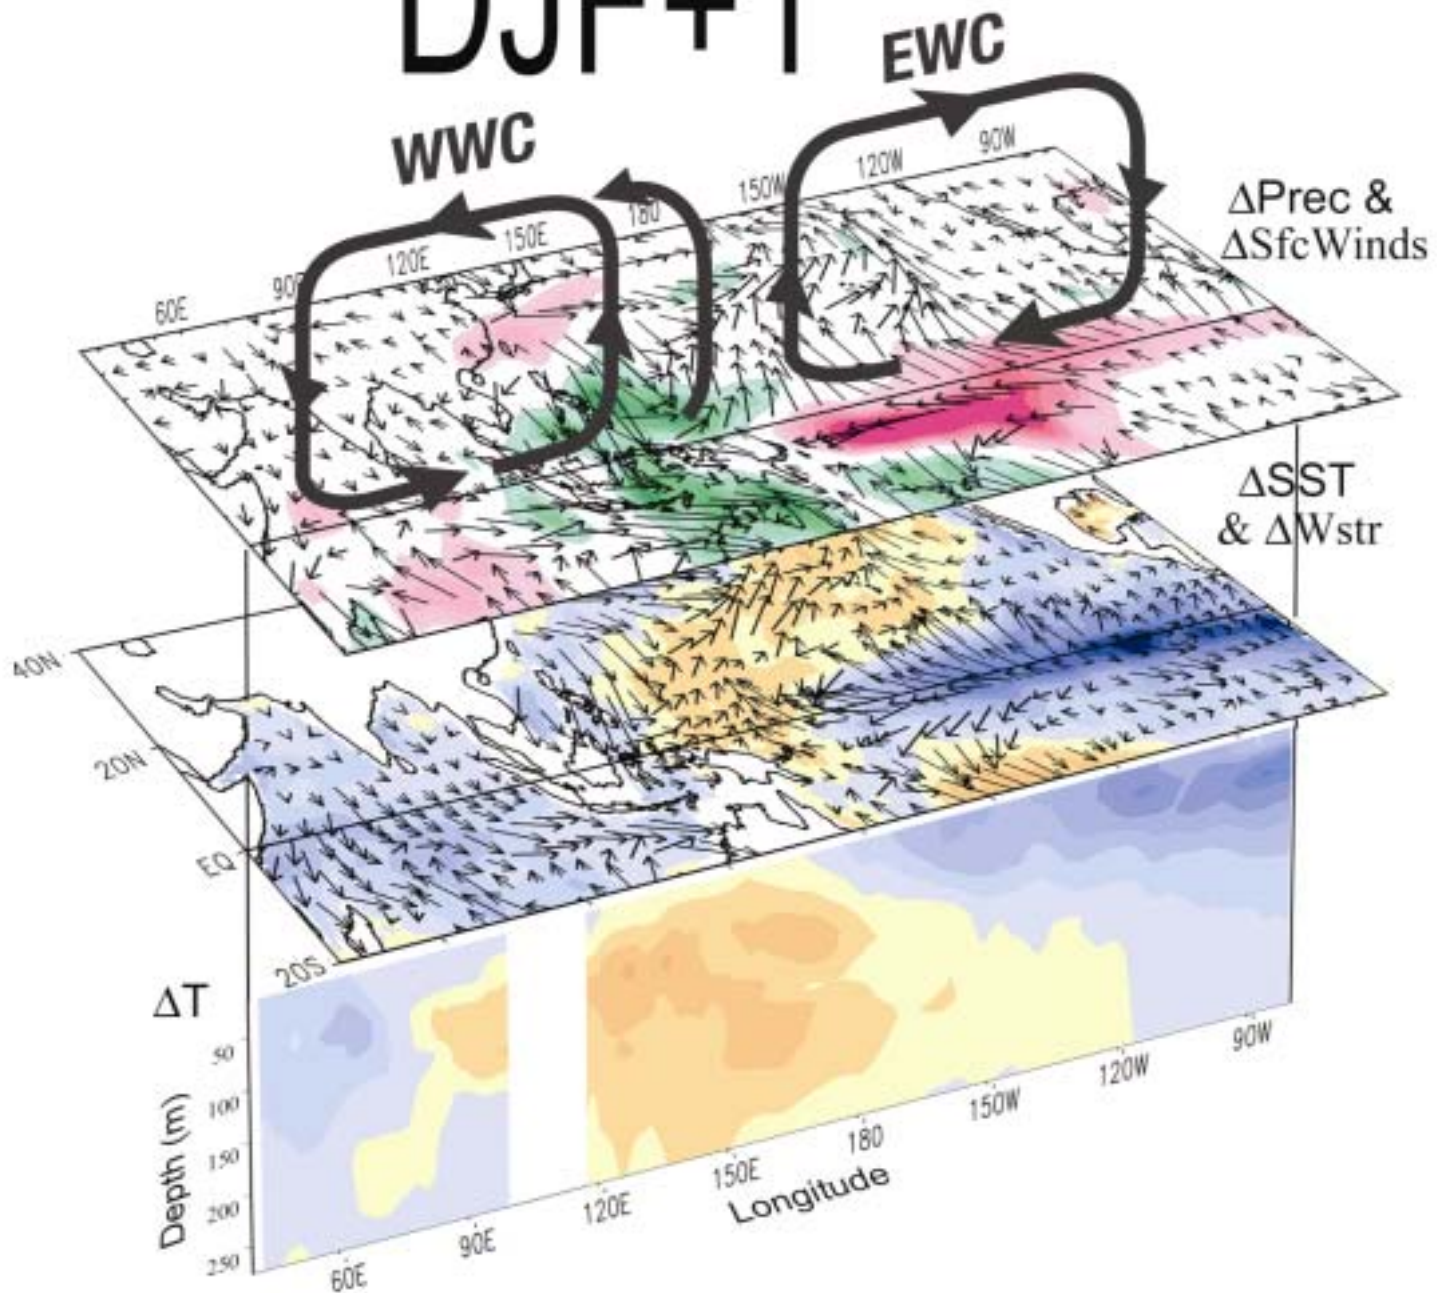 DJF+1
EWC
WWC
60E
90E
120E
150E
180
150W
120W
90W
ΔPrec &
ΔSfcWinds
ΔSST
& ΔWstr
40N
20N
EQ
20S
ΔT
50
100
150
200
250
Depth (m)
60E
90E
120E
150E
180
150W
120W
90W
Longitude